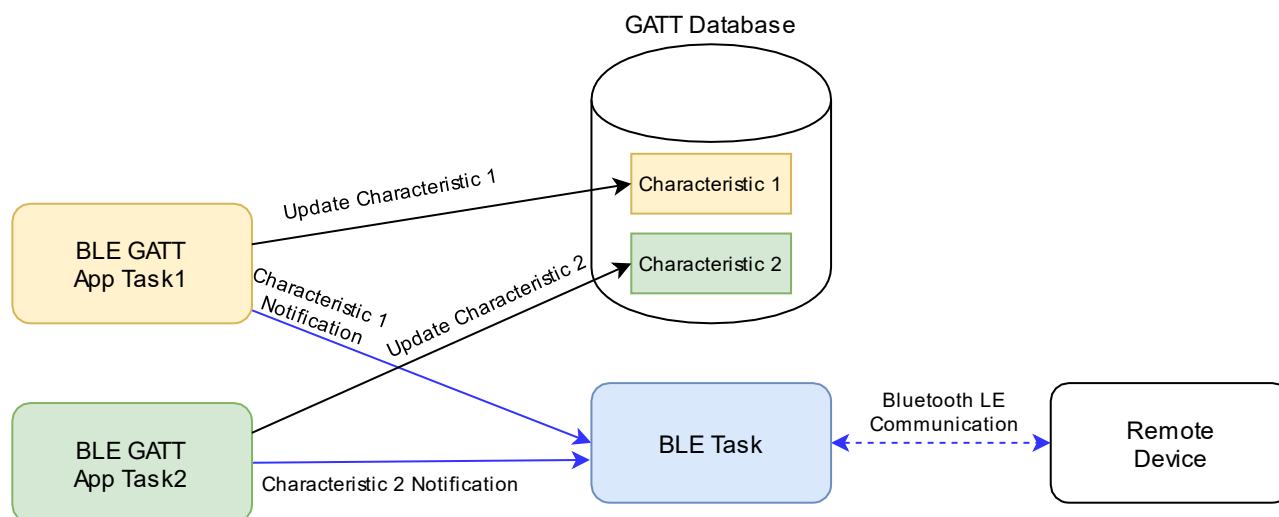 GATT Database
Update Characteristic 1
Characteristic 1
BLE GATT
App Task1
Characteristic 2
Characteristic 1
Notification
Update Characteristic 2
Bluetooth LE
Communication
BLE Task
Remote
Device
BLE GATT
App Task2
Characteristic 2 Notification